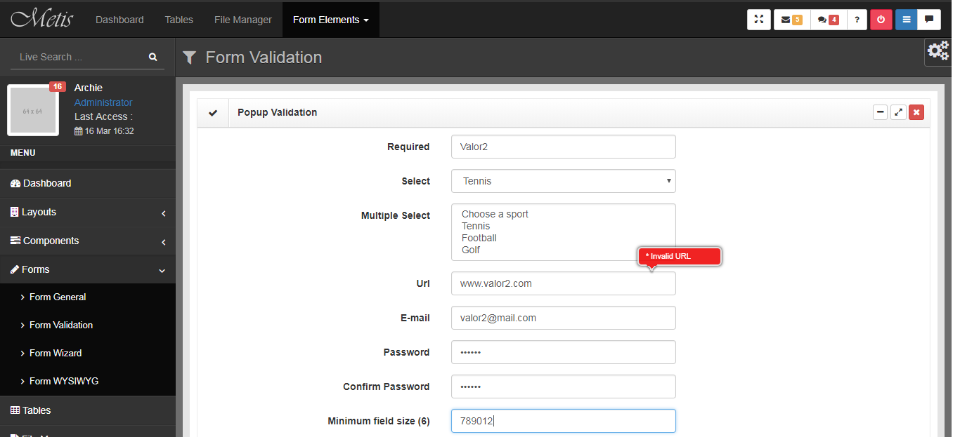 Metis Dashboard Tables File Manager Form Elements
5 4 ?
Live Search ...
Form Validation
16
Archie
Administrator
Last Access :
16 Mar 16:32
MENU
Dashboard
Layouts
Components
Forms
Form General
Form Validation
Form Wizard
Form WYSIWYG
Tables
Popup Validation
Required Valor2
Select Tennis
Multiple Select Choose a sport
Tennis
Football
Golf
* Invalid URL
Url www.valor2.com
E-mail valor2@mail.com
Password ••••••
Confirm Password ••••••
Minimum field size (6) 789012